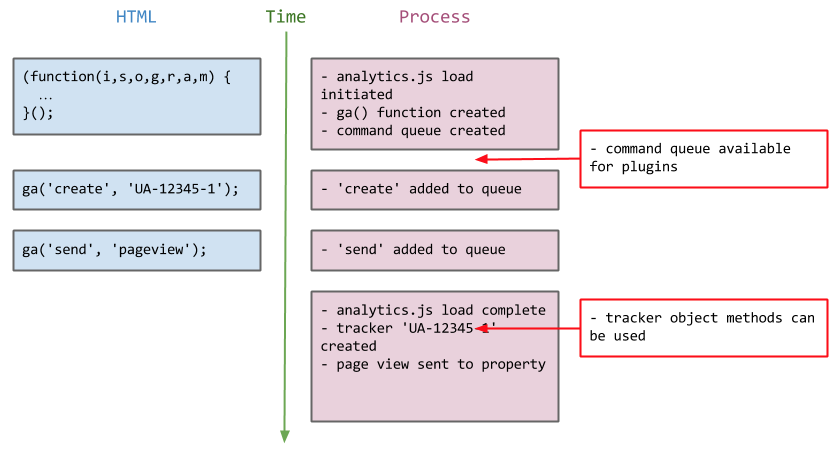 HTML
Time
Process
(function(i,s,o,g,r,a,m) {
...
}();
- analytics.js load
initiated
- ga() function created
- command queue created
- command queue available
for plugins
ga('create', 'UA-12345-1');
- 'create' added to queue
ga('send', 'pageview');
- 'send' added to queue
- analytics.js load complete
- tracker 'UA-12345-1'
created
- page view sent to property
- tracker object methods can
be used